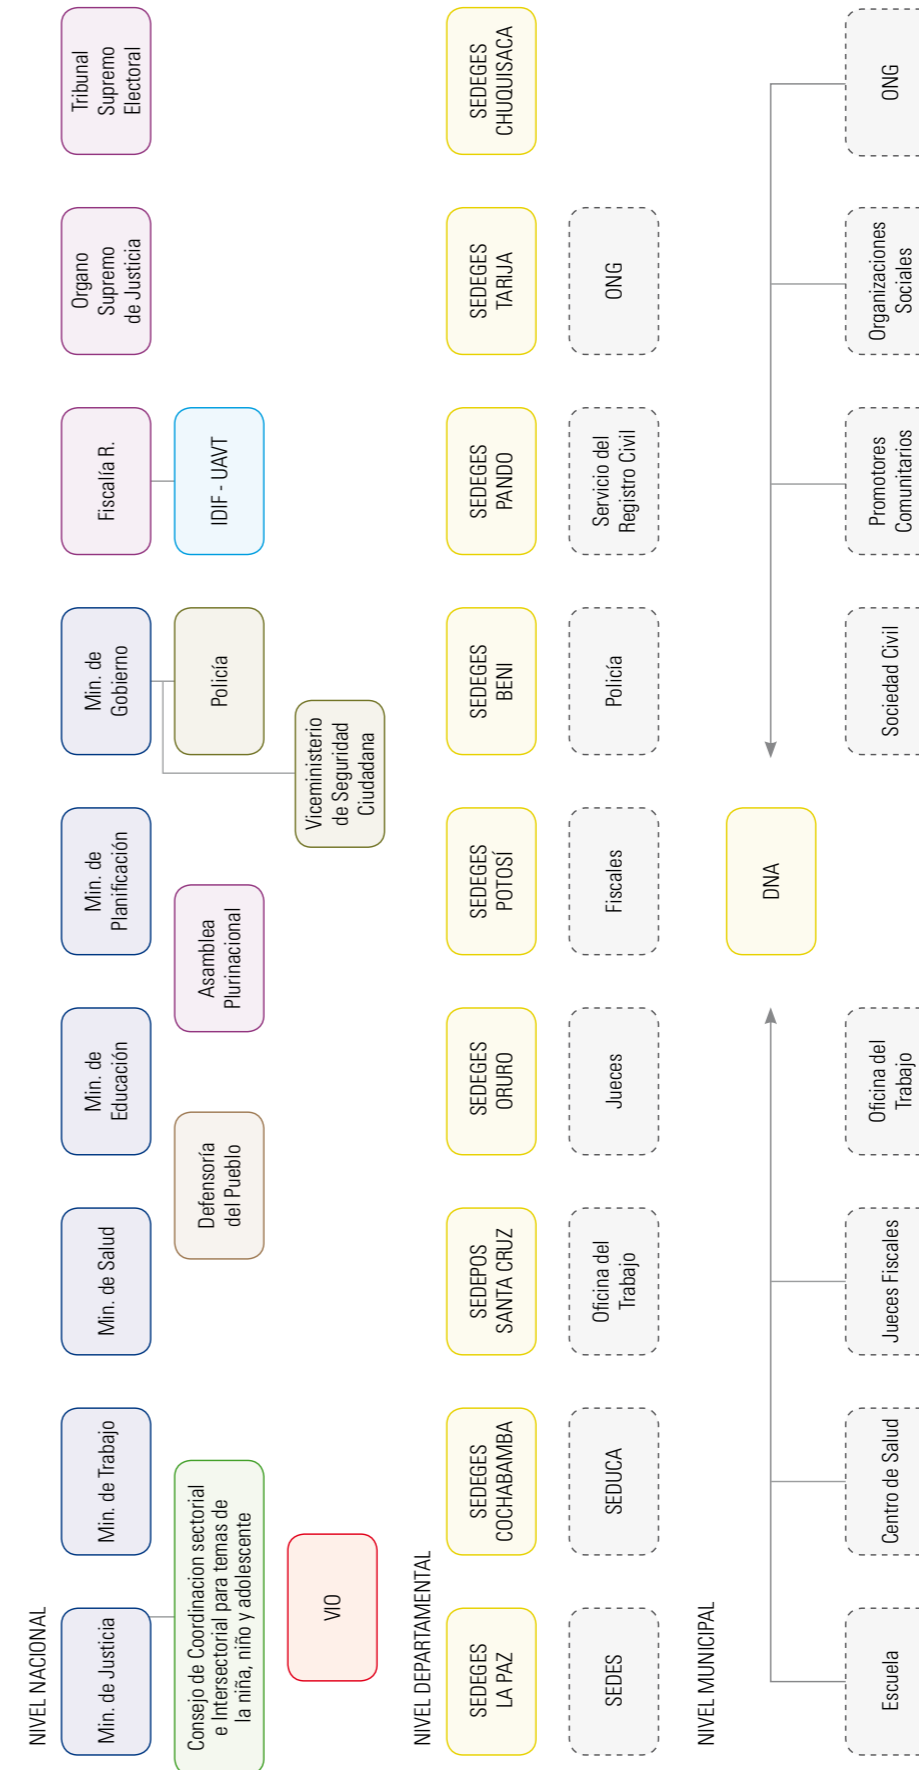 NIVEL NACIONAL
Min. de Justicia
Min. de Trabajo
Min. de Salud
Min. de
Educación
Min. de
Planificación
Min. de
Gobierno
Fiscalía R.
Organo
Supremo
de Justicia
Tribunal
Supremo
Electoral
Consejo de Coordinacion sectorial
e Intersectorial para temas de
la niña, niño y adolescente
Defensoría
del Pueblo
Asamblea
Plurinacional
Policía
IDIF - UAVT
VIO
Viceministerio
de Seguridad
Ciudadana
NIVEL DEPARTAMENTAL
SEDEGES
LA PAZ
SEDEGES
COCHABAMBA
SEDEPOS
SANTA CRUZ
SEDEGES
ORURO
SEDEGES
POTOSÍ
SEDEGES
BENI
SEDEGES
PANDO
SEDEGES
TARIJA
SEDEGES
CHUQUISACA
SEDES
SEDUCA
Oficina del
Trabajo
Jueces
Fiscales
Policía
Servicio del
Registro Civil
ONG
NIVEL MUNICIPAL
DNA
Escuela
Centro de Salud
Jueces Fiscales
Oficina del
Trabajo
Sociedad Civil
Promotores
Comunitarios
Organizaciones
Sociales
ONG